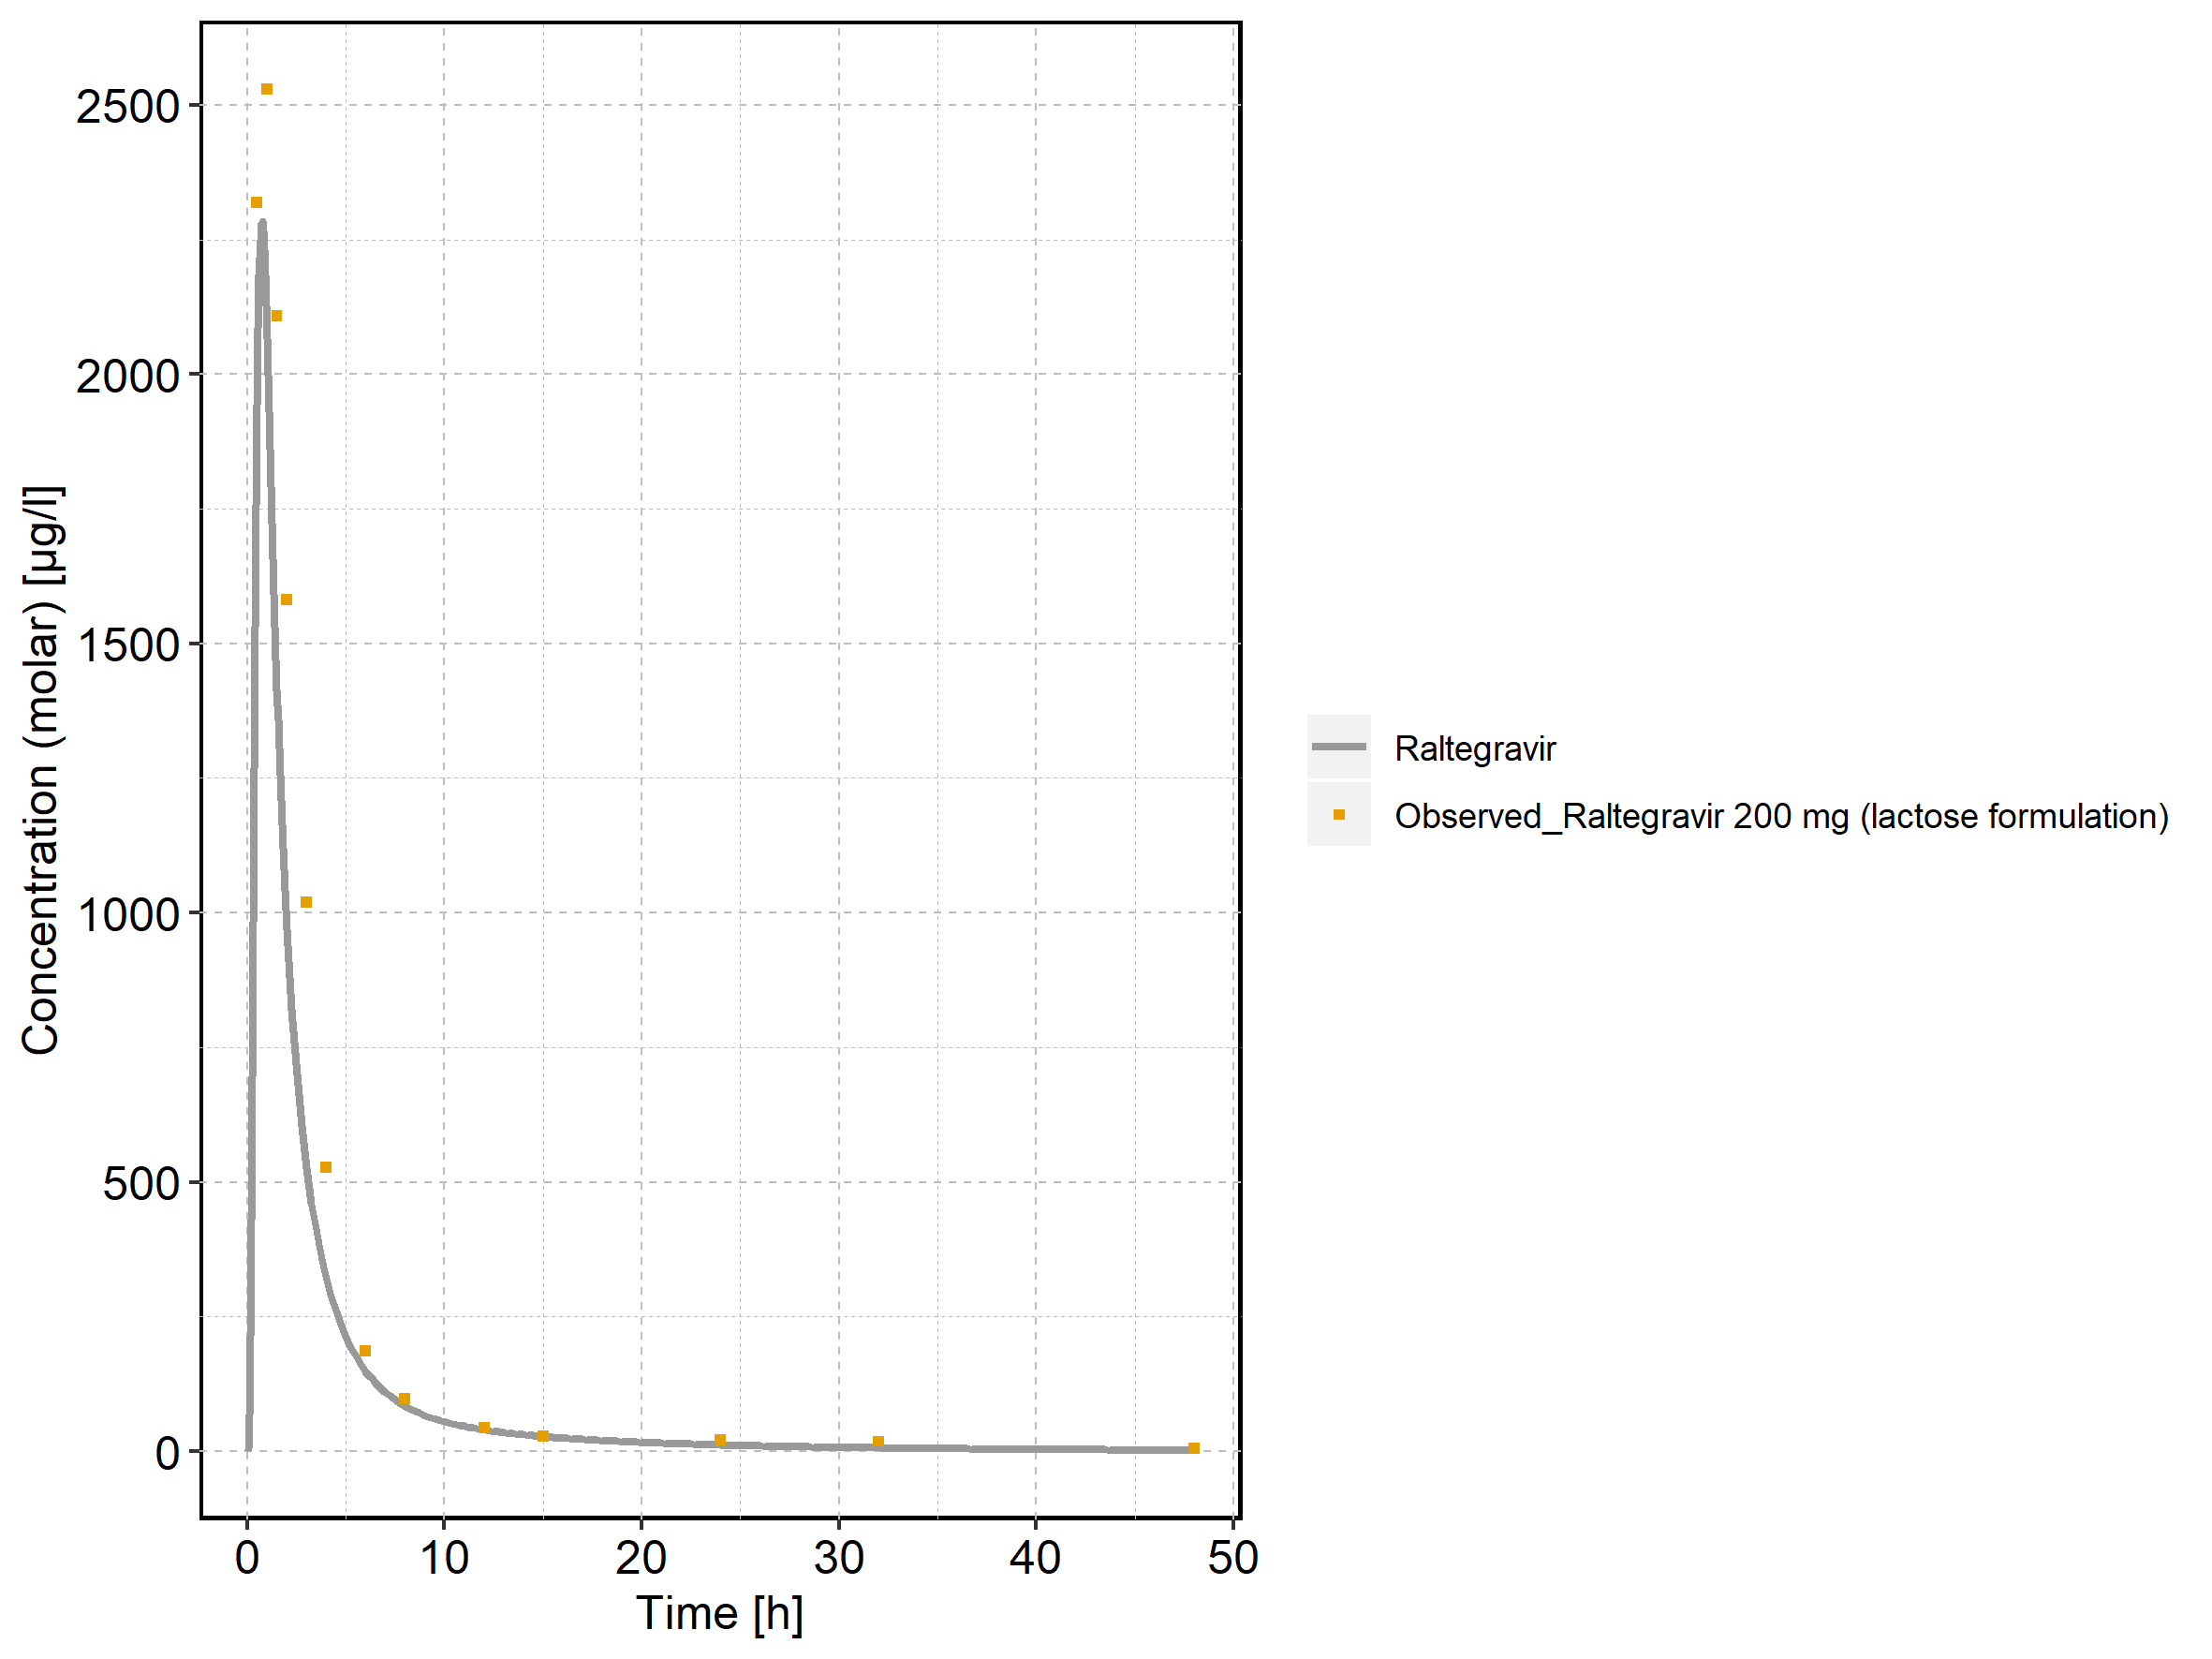 Concentration (molar) [µg/l]
2500
2000
1500
1000
500
0
0 10 20 30 40 50
Time [h]
Raltegravir
Observed_Raltegravir 200 mg (lactose formulation)